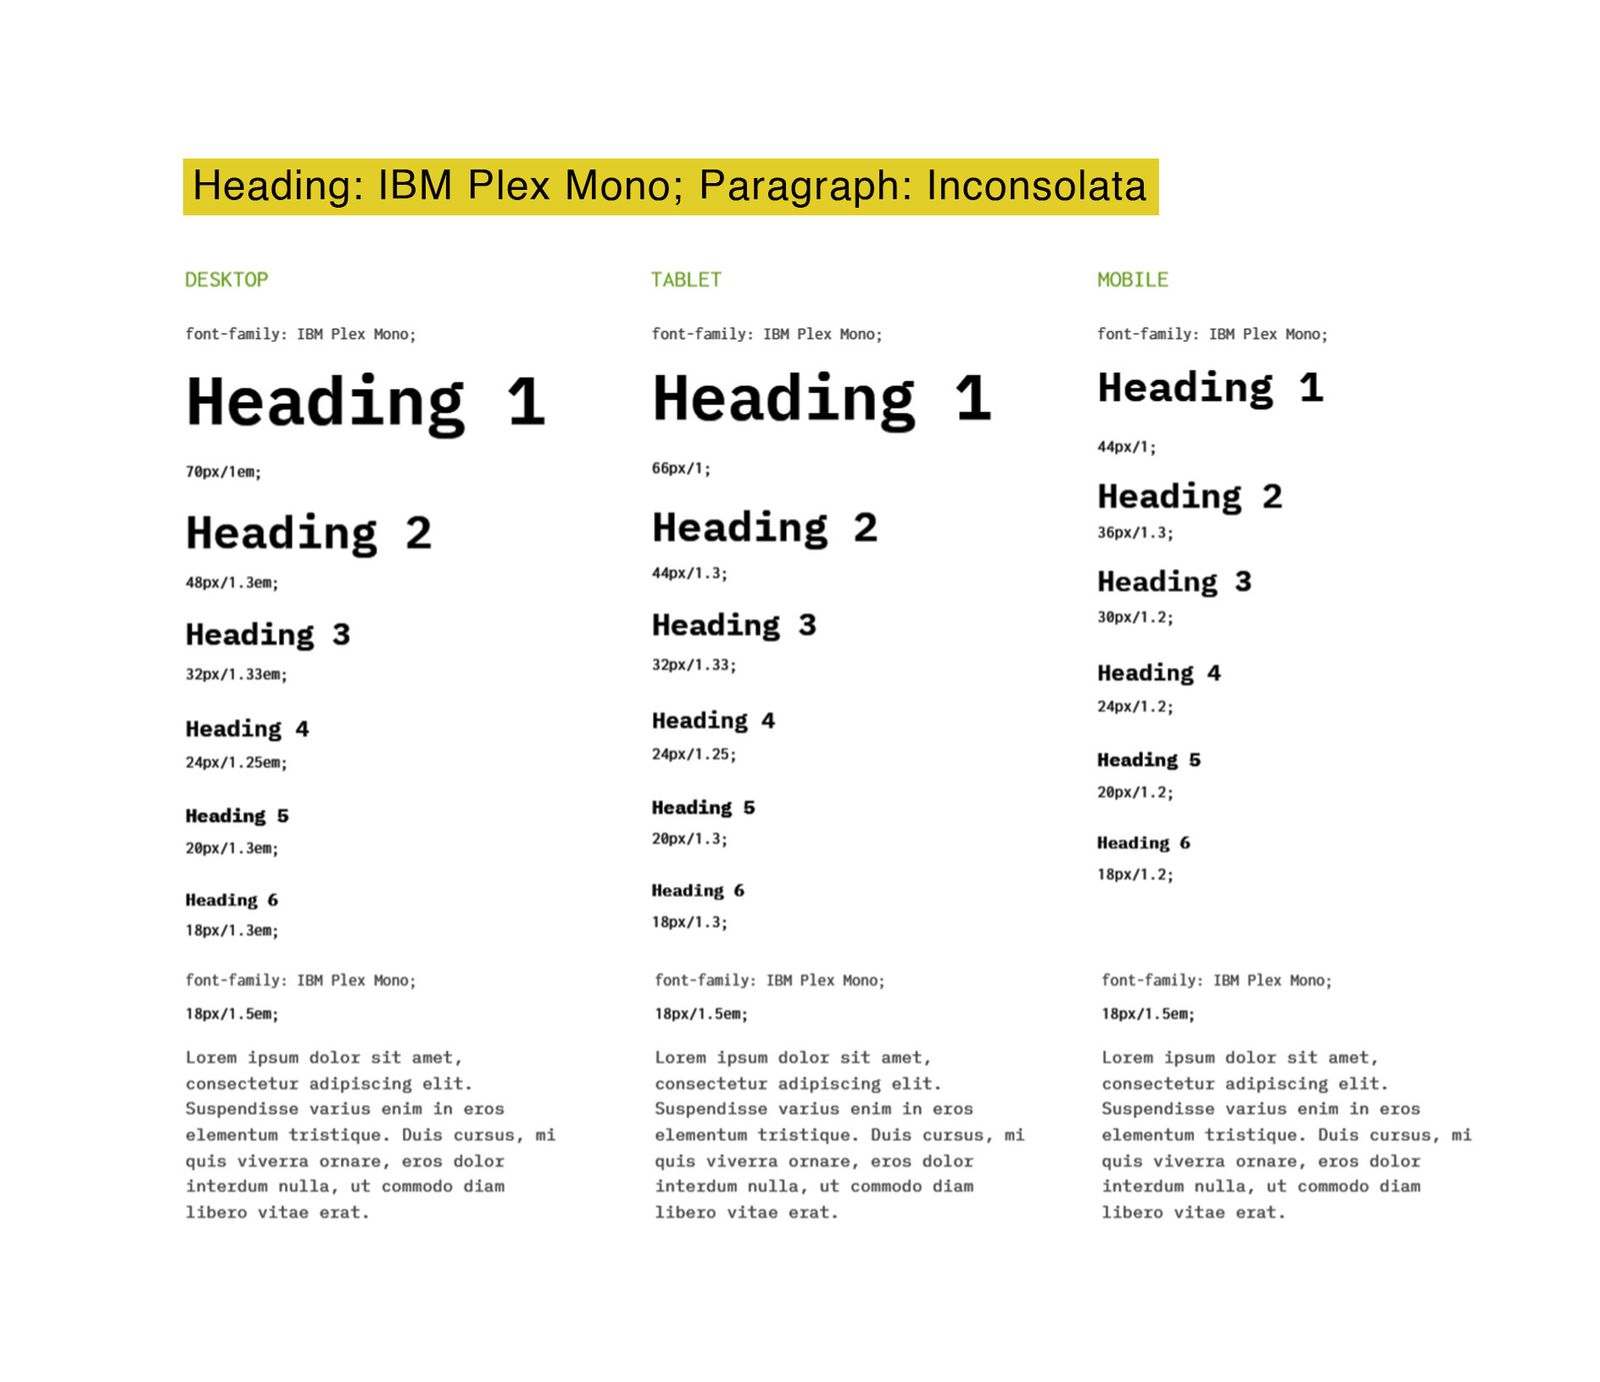 Heading: IBM Plex Mono; Paragraph: Inconsolata
DESKTOP
font-family: IBM Plex Mono;
Heading 1
70px/1em;
Heading 2
48px/1.3em;
Heading 3
32px/1.33em;
Heading 4
24px/1.25em;
Heading 5
20px/1.3em;
Heading 6
18px/1.3em;
font-family: IBM Plex Mono;
18px/1.5em;
Lorem ipsum dolor sit amet,
consectetur adipiscing elit.
Suspendisse varius enim in eros
elementum tristique. Duis cursus, mi
quis viverra ornare, eros dolor
interdum nulla, ut commodo diam
libero vitae erat.
TABLET
font-family: IBM Plex Mono;
Heading 1
66px/1;
Heading 2
44px/1.3;
Heading 3
32px/1.33;
Heading 4
24px/1.25;
Heading 5
20px/1.3;
Heading 6
18px/1.3;
font-family: IBM Plex Mono;
18px/1.5em;
Lorem ipsum dolor sit amet,
consectetur adipiscing elit.
Suspendisse varius enim in eros
elementum tristique. Duis cursus, mi
quis viverra ornare, eros dolor
interdum nulla, ut commodo diam
libero vitae erat.
MOBILE
font-family: IBM Plex Mono;
Heading 1
44px/1;
Heading 2
36px/1.3;
Heading 3
30px/1.2;
Heading 4
24px/1.2;
Heading 5
20px/1.2;
Heading 6
18px/1.2;
font-family: IBM Plex Mono;
18px/1.5em;
Lorem ipsum dolor sit amet,
consectetur adipiscing elit.
Suspendisse varius enim in eros
elementum tristique. Duis cursus, mi
quis viverra ornare, eros dolor
interdum nulla, ut commodo diam
libero vitae erat.